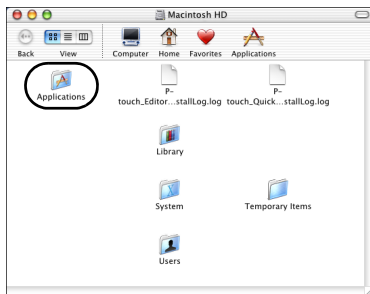 Macintosh HD
Back View Computer Home Favorites Applications
Applications
P-
touch_Editor...stallLog.log
P-
touch_Quick...stallLog.log
Library
System
Temporary Items
Users